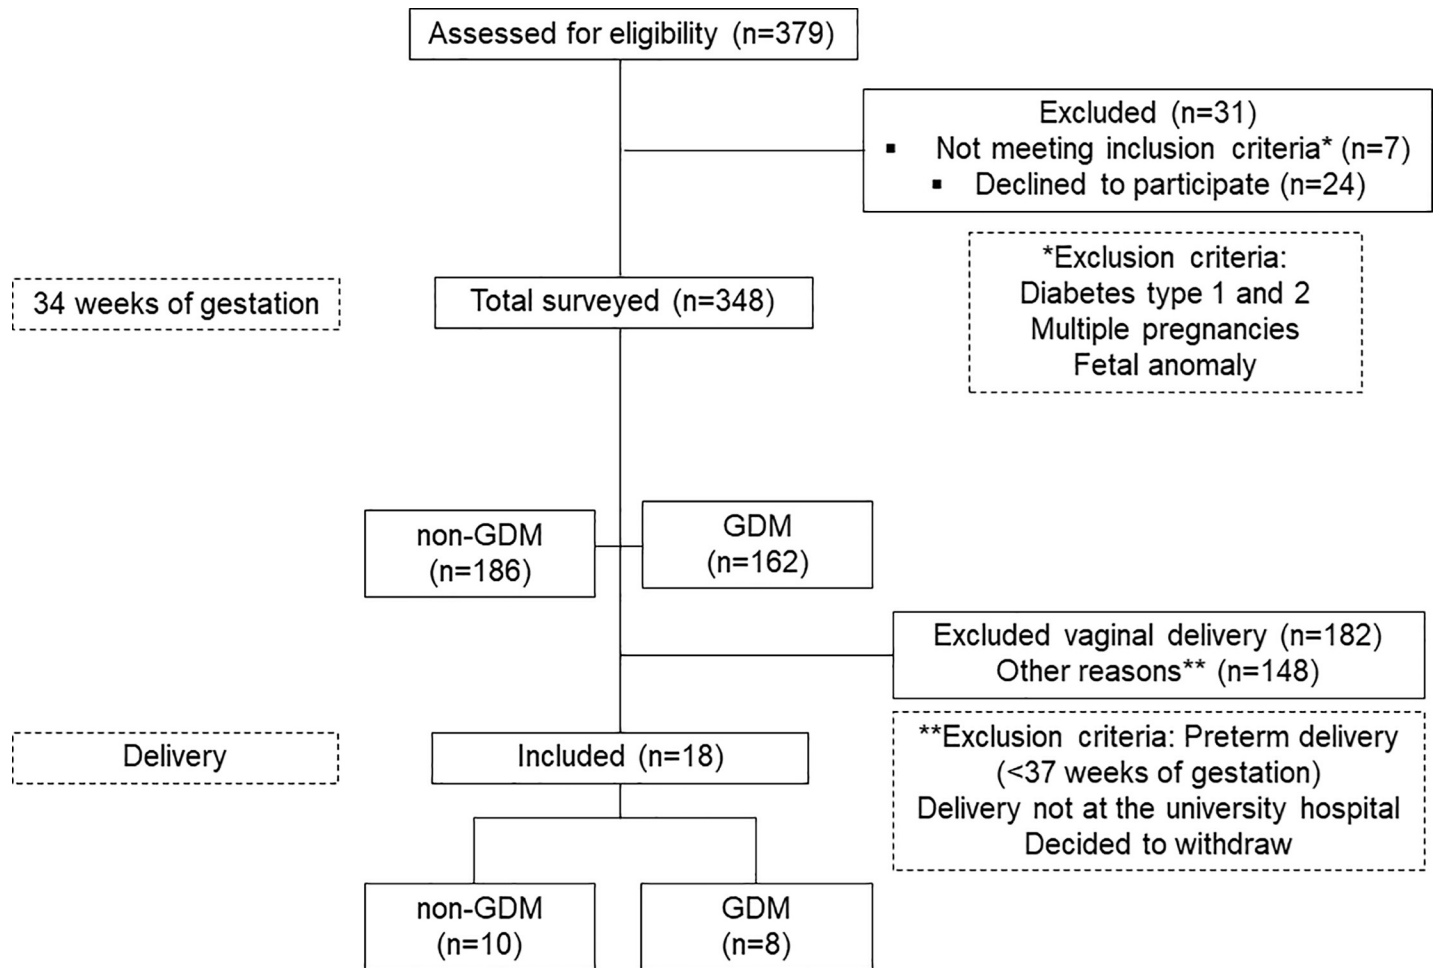 Assessed for eligibility (n=379)
Excluded (n=31)
▪ Not meeting inclusion criteria* (n=7)
▪ Declined to participate (n=24)
*Exclusion criteria:
Diabetes type 1 and 2
Multiple pregnancies
Fetal anomaly
34 weeks of gestation
Total surveyed (n=348)
non-GDM
(n=186)
GDM
(n=162)
Excluded vaginal delivery (n=182)
Other reasons** (n=148)
**Exclusion criteria: Preterm delivery
(<37 weeks of gestation)
Delivery not at the university hospital
Decided to withdraw
Delivery
Included (n=18)
non-GDM
(n=10)
GDM
(n=8)